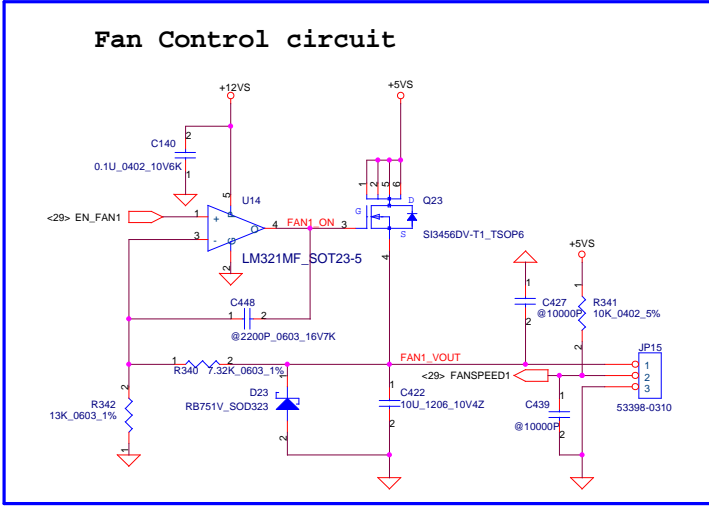 Fan Control circuit
+12VS
+5VS
2
C140
0.1U_0402_10V6K
1
1
2
5
6
5
U14
D
Q23
<29> EN_FAN1
1
+
P
4
FAN1_ON
3
G
3
-
G
O
S
SI3456DV-T1_TSOP6
2
LM321MF_SOT23-5
4
+5VS
C448
1
2
@2200P_0603_16V7K
1
C427
@10000P
2
1
R341
10K_0402_5%
2
JP15
1
2
R340 7.32K_0603_1%
FAN1_VOUT
<29> FANSPEED1
1
2
3
53398-0310
2
R342
13K_0603_1%
1
D23
RB751V_SOD323
1
2
1
C422
10U_1206_10V4Z
2
1
C439
@10000P
2